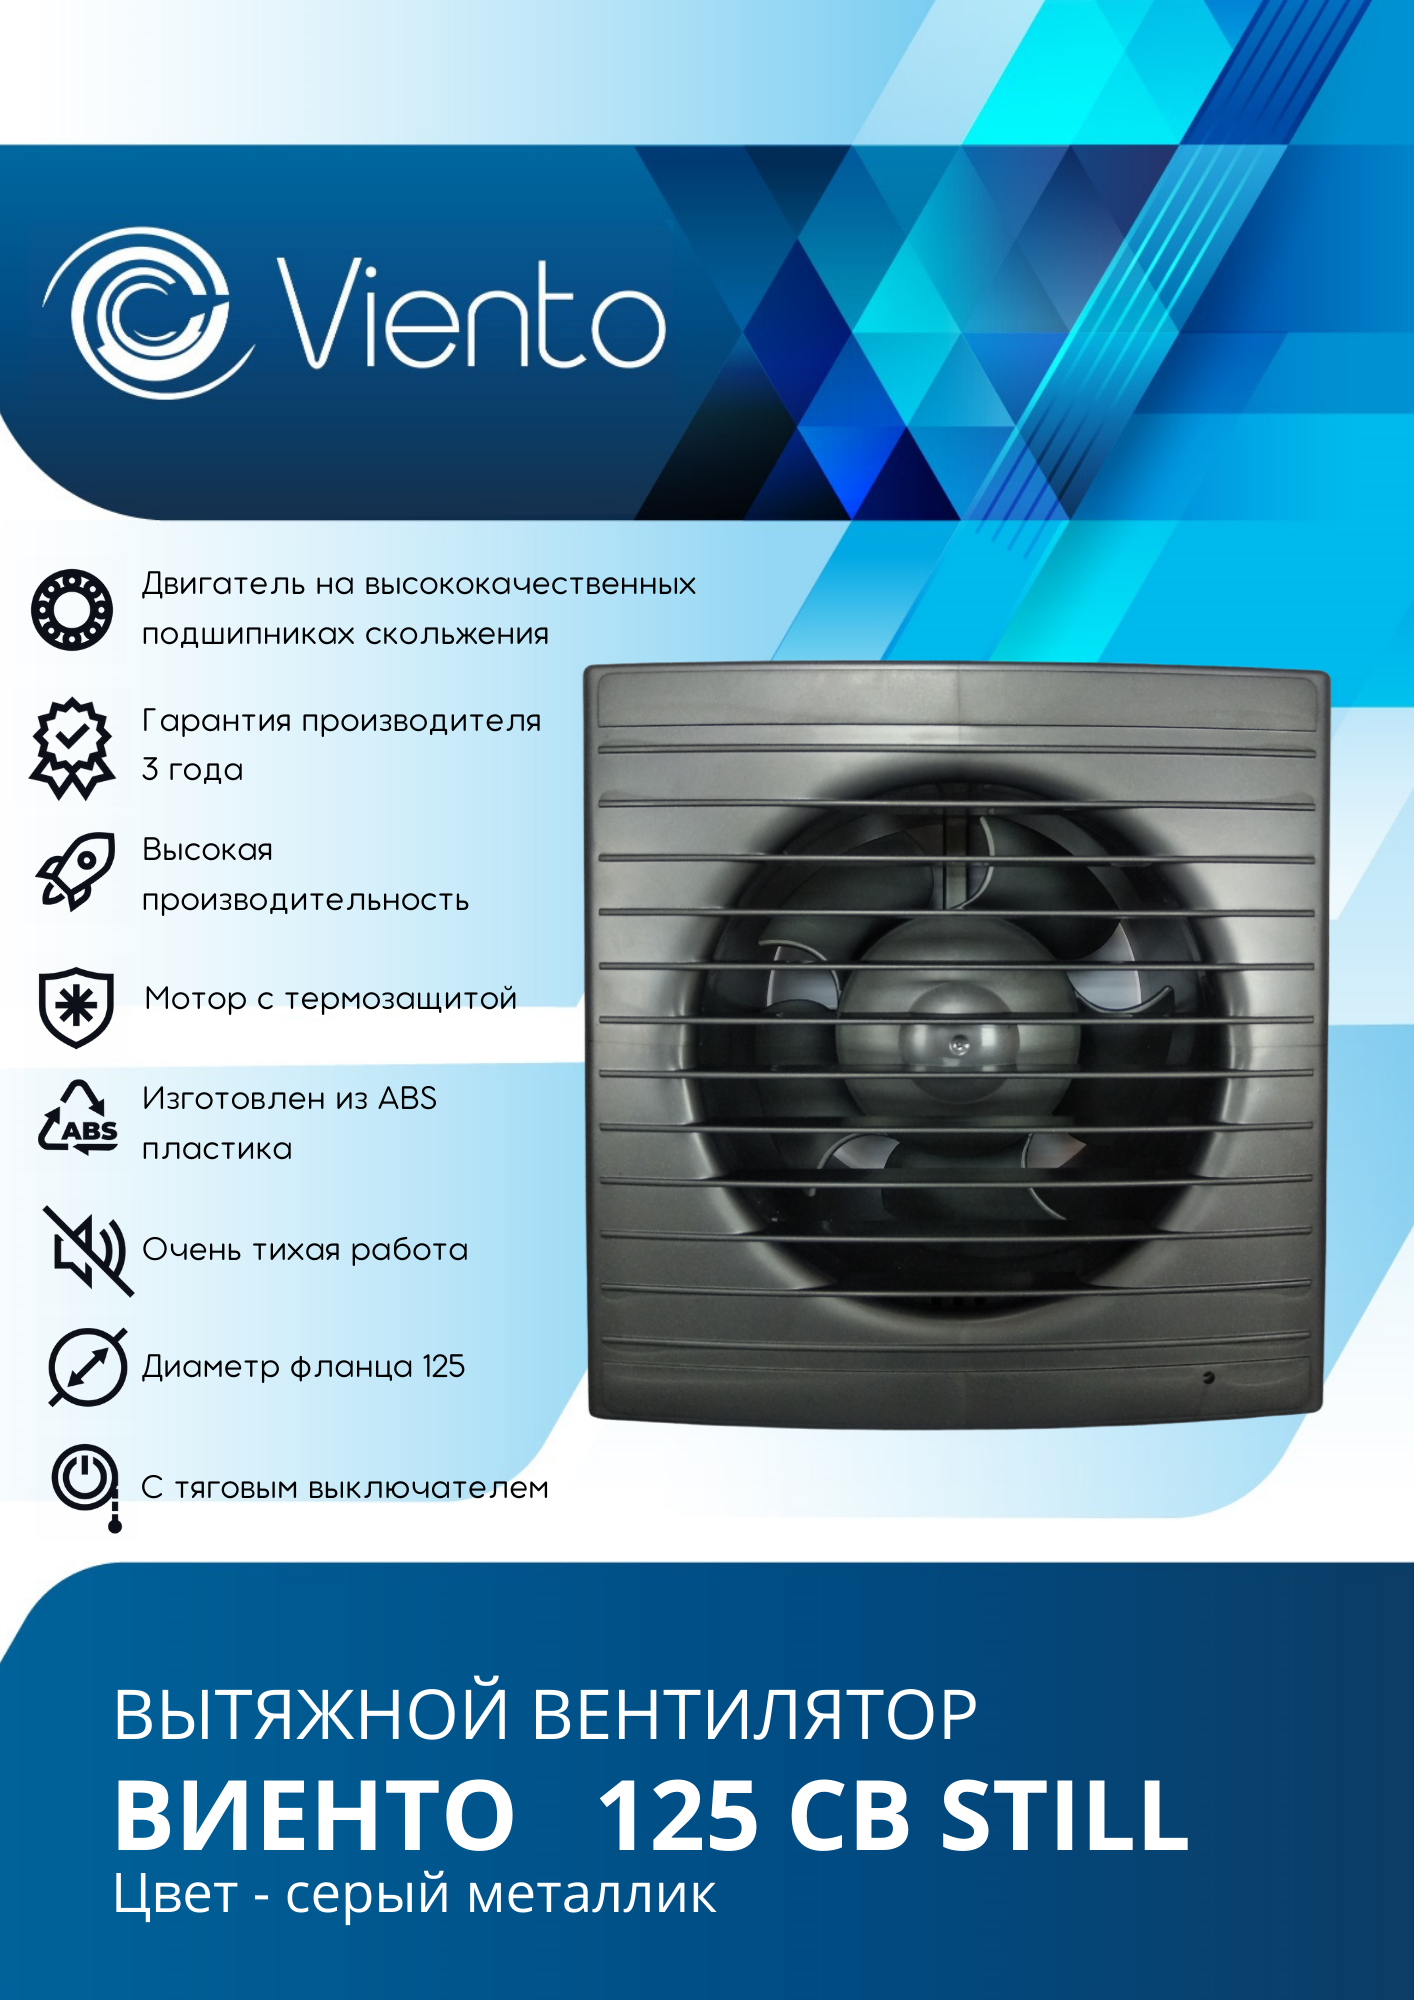 Viento
Двигатель на высококачественных
подшипниках скольжения
Гарантия производителя
3 года
Высокая
производительность
Мотор с термозащитой
Изготовлен из ABS
пластика
ABS
Очень тихая работа
Диаметр фланца 125
С тяговым выключателем
ВЫТЯЖНОЙ ВЕНТИЛЯТОР
ВИЕНТО 125 СВ STILL
Цвет - серый металлик